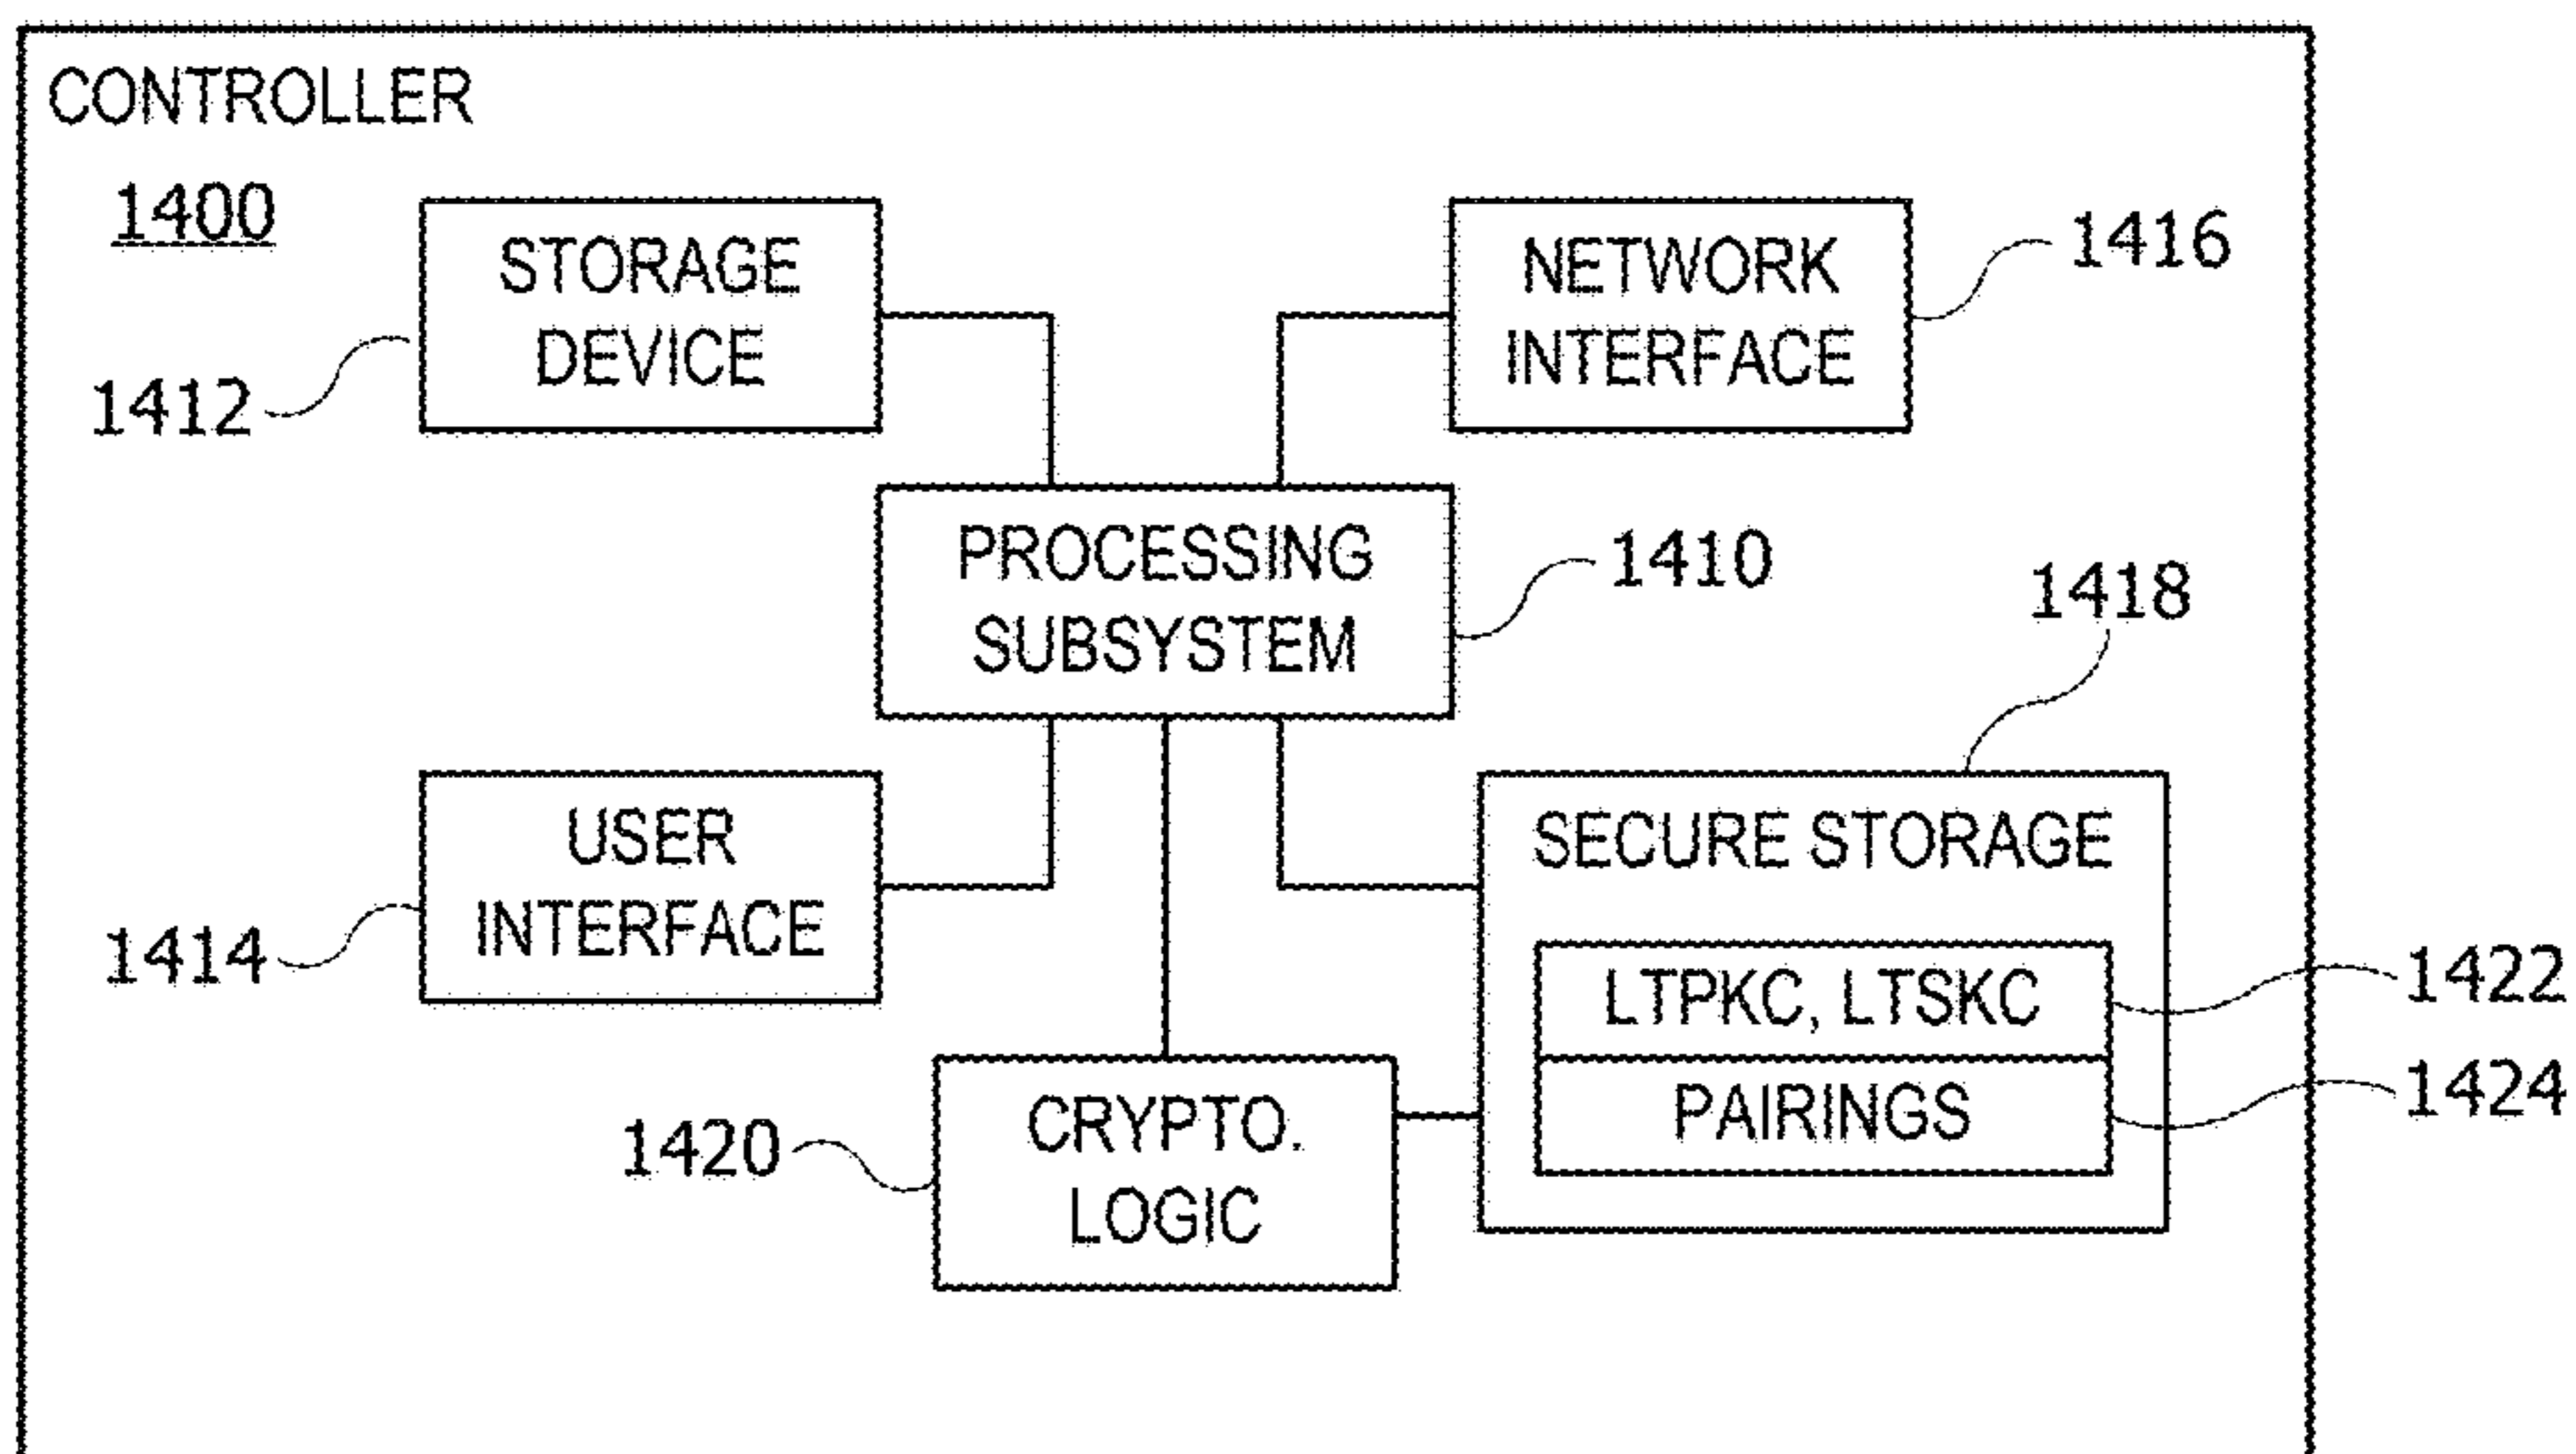 CONTROLLER
1400
STORAGE
DEVICE
1412
NETWORK
INTERFACE
1416
PROCESSING
SUBSYSTEM
1410
1418
USER
INTERFACE
1414
SECURE STORAGE
LTPKC, LTSKC
1422
PAIRINGS
1424
CRYPTO.
LOGIC
1420